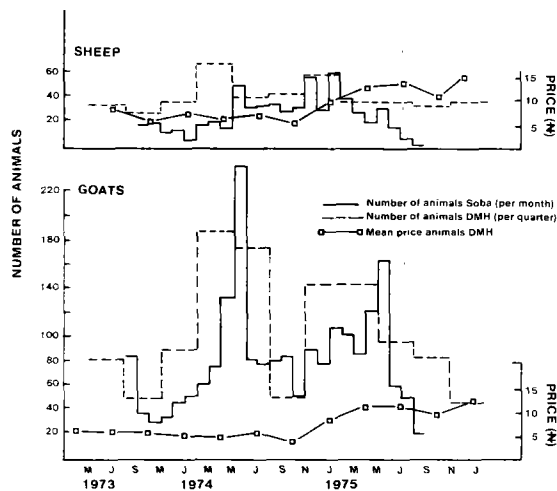 SHEEP
60
40
20
15
10
5
PRICE (₦)
NUMBER OF ANIMALS
GOATS
220
180
140
100
80
60
40
20
Number of animals Soba (per month)
Number of animals DMH (per quarter)
Mean price animals DMH
15
10
5
PRICE (₦)
M J S N J M M J S N J M M J S N J
1973 1974 1975